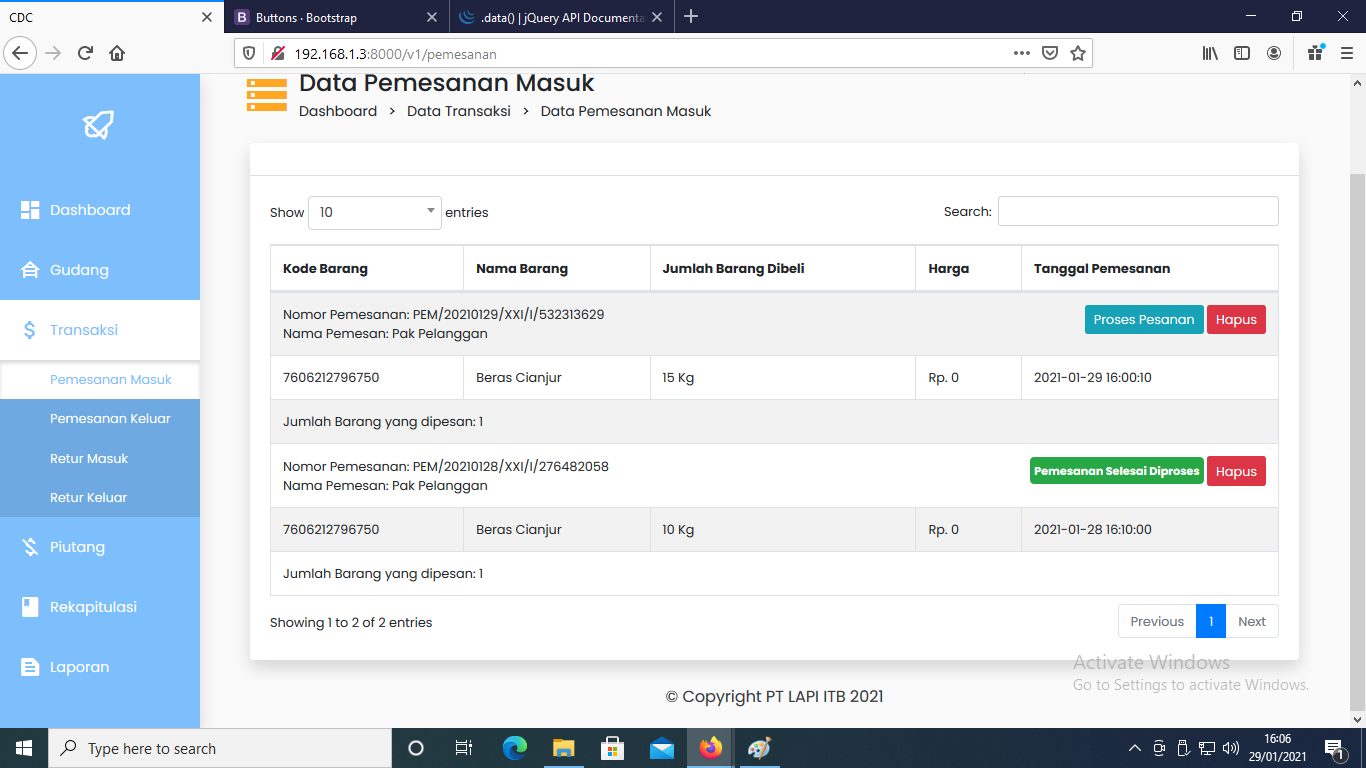 CDC
Buttons · Bootstrap
.data() | jQuery API Documenta
192.168.1.3:8000/v1/pemesanan
Data Pemesanan Masuk
Dashboard > Data Transaksi > Data Pemesanan Masuk
Dashboard
Gudang
Transaksi
Pemesanan Masuk
Pemesanan Keluar
Retur Masuk
Retur Keluar
Piutang
Rekapitulasi
Laporan
Show 10 entries
Search:
Kode Barang Nama Barang Jumlah Barang Dibeli Harga Tanggal Pemesanan
Nomor Pemesanan: PEM/20210129/XXI/I/532313629
Nama Pemesan: Pak Pelanggan
Proses Pesanan Hapus
7606212796750 Beras Cianjur 15 Kg Rp. 0 2021-01-29 16:00:10
Jumlah Barang yang dipesan: 1
Nomor Pemesanan: PEM/20210128/XXI/I/276482058
Nama Pemesan: Pak Pelanggan
Pemesanan Selesai Diproses Hapus
7606212796750 Beras Cianjur 10 Kg Rp. 0 2021-01-28 16:10:00
Jumlah Barang yang dipesan: 1
Showing 1 to 2 of 2 entries
Previous 1 Next
Activate Windows
Go to Settings to activate Windows.
© Copyright PT LAPI ITB 2021
Type here to search
16:06
29/01/2021
1